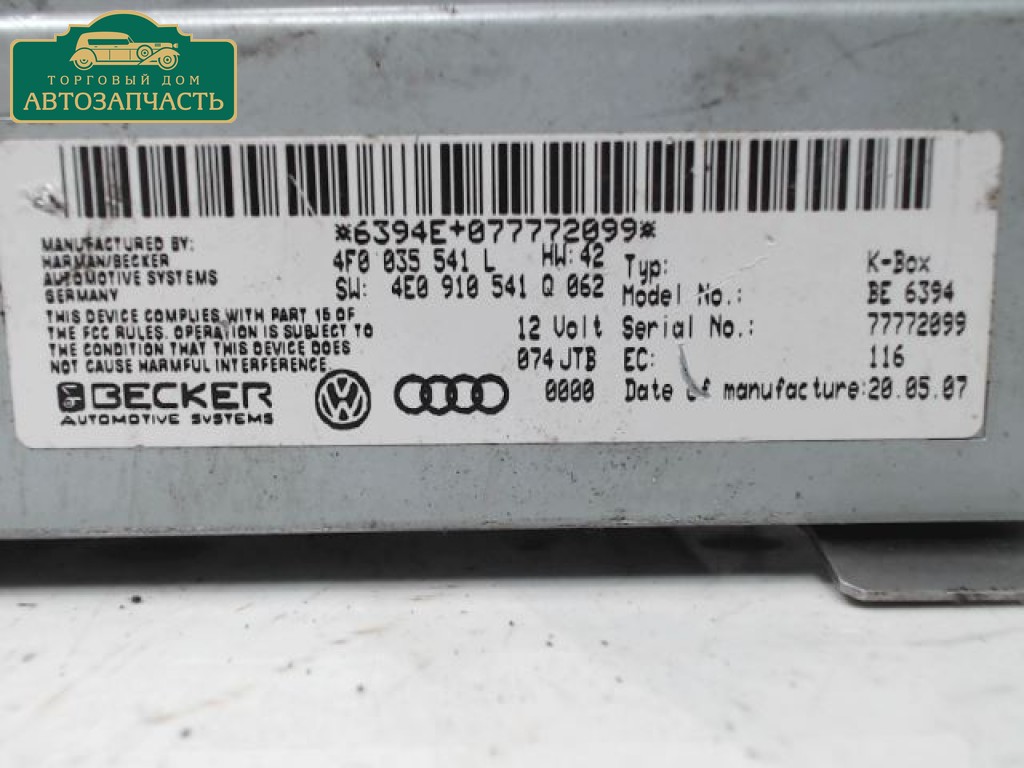 ТОРГОВЫЙ ДОМ
АВТОЗАПЧАСТЬ
*6394E+077772099*
MANUFACTURED BY:
HARMAN/BECKER
AUTOMOTIVE SYSTEMS
GERMANY
4F0 035 541 L HW:42
SW: 4E0 910 541 Q 062
THIS DEVICE COMPLIES WITH PART 15 OF
THE FCC RULES. OPERATION IS SUBJECT TO
THE CONDITION THAT THIS DEVICE DOES
NOT CAUSE HARMFUL INTERFERENCE.
12 Volt
074 JTB
0000
BECKER
AUTOMOTIVE SYSTEMS
Typ: K-Box
Model No.: BE 6394
Serial No.: 77772099
EC: 116
Date of manufacture: 20.05.07